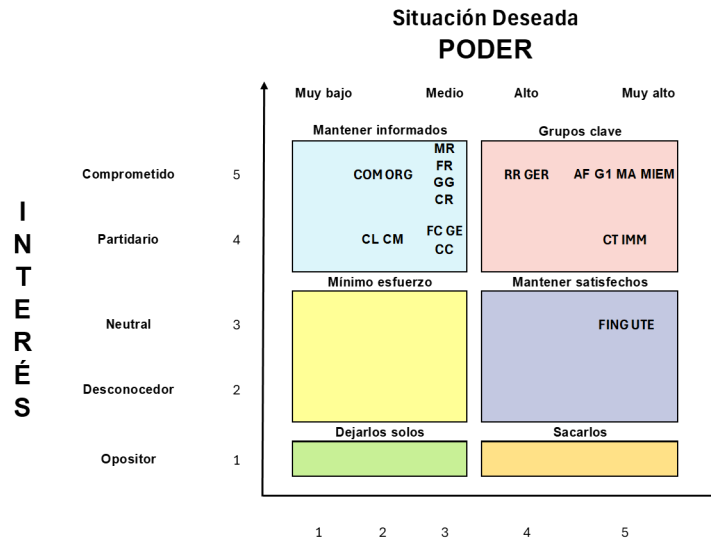 Situación Deseada
PODER
Muy bajo Medio Alto Muy alto
Mantener informados Grupos clave
INTERÉS
Comprometido 5 COM ORG MR RR GER AF G1 MA MIEM
FR
GG
CR
Partidario 4 CL CM FC GE CT IMM
CC
Mínimo esfuerzo Mantener satisfechos
Neutral 3 FING UTE
Desconocedor 2
Dejarlos solos Sacarlos
Opositor 1
1 2 3 4 5